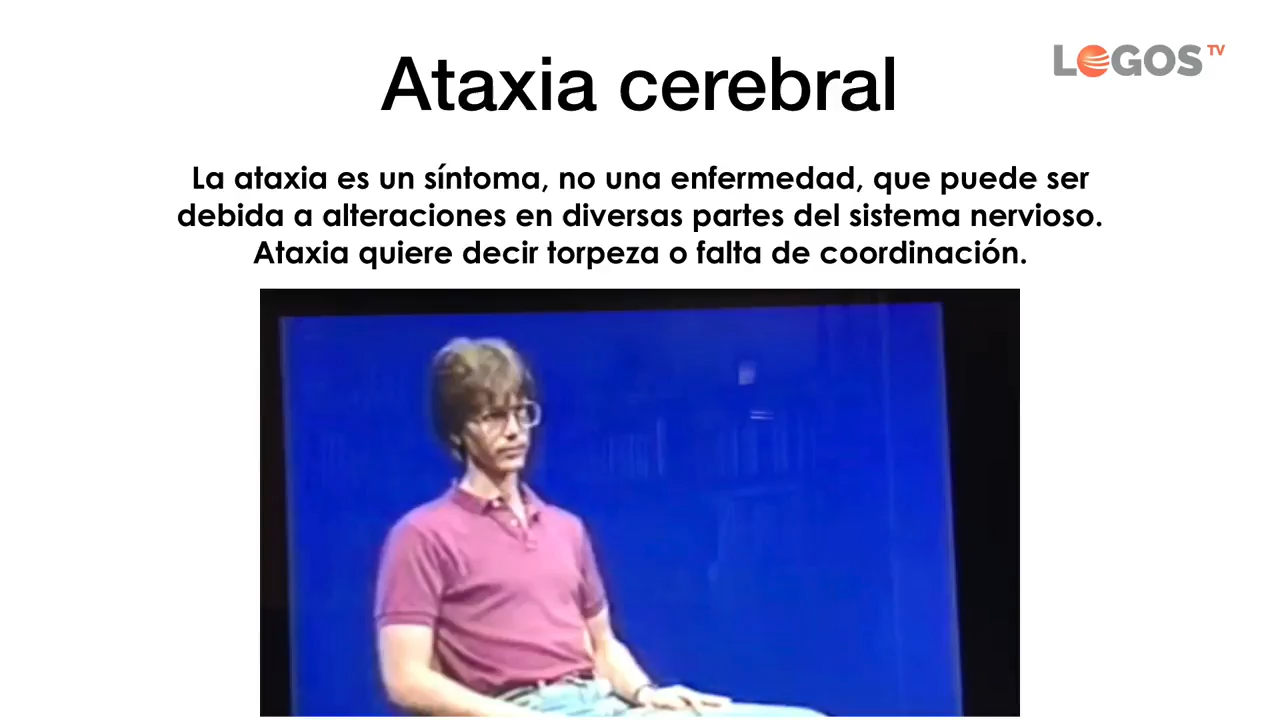 LOGOS TV
Ataxia cerebral
La ataxia es un síntoma, no una enfermedad, que puede ser
debida a alteraciones en diversas partes del sistema nervioso.
Ataxia quiere decir torpeza o falta de coordinación.